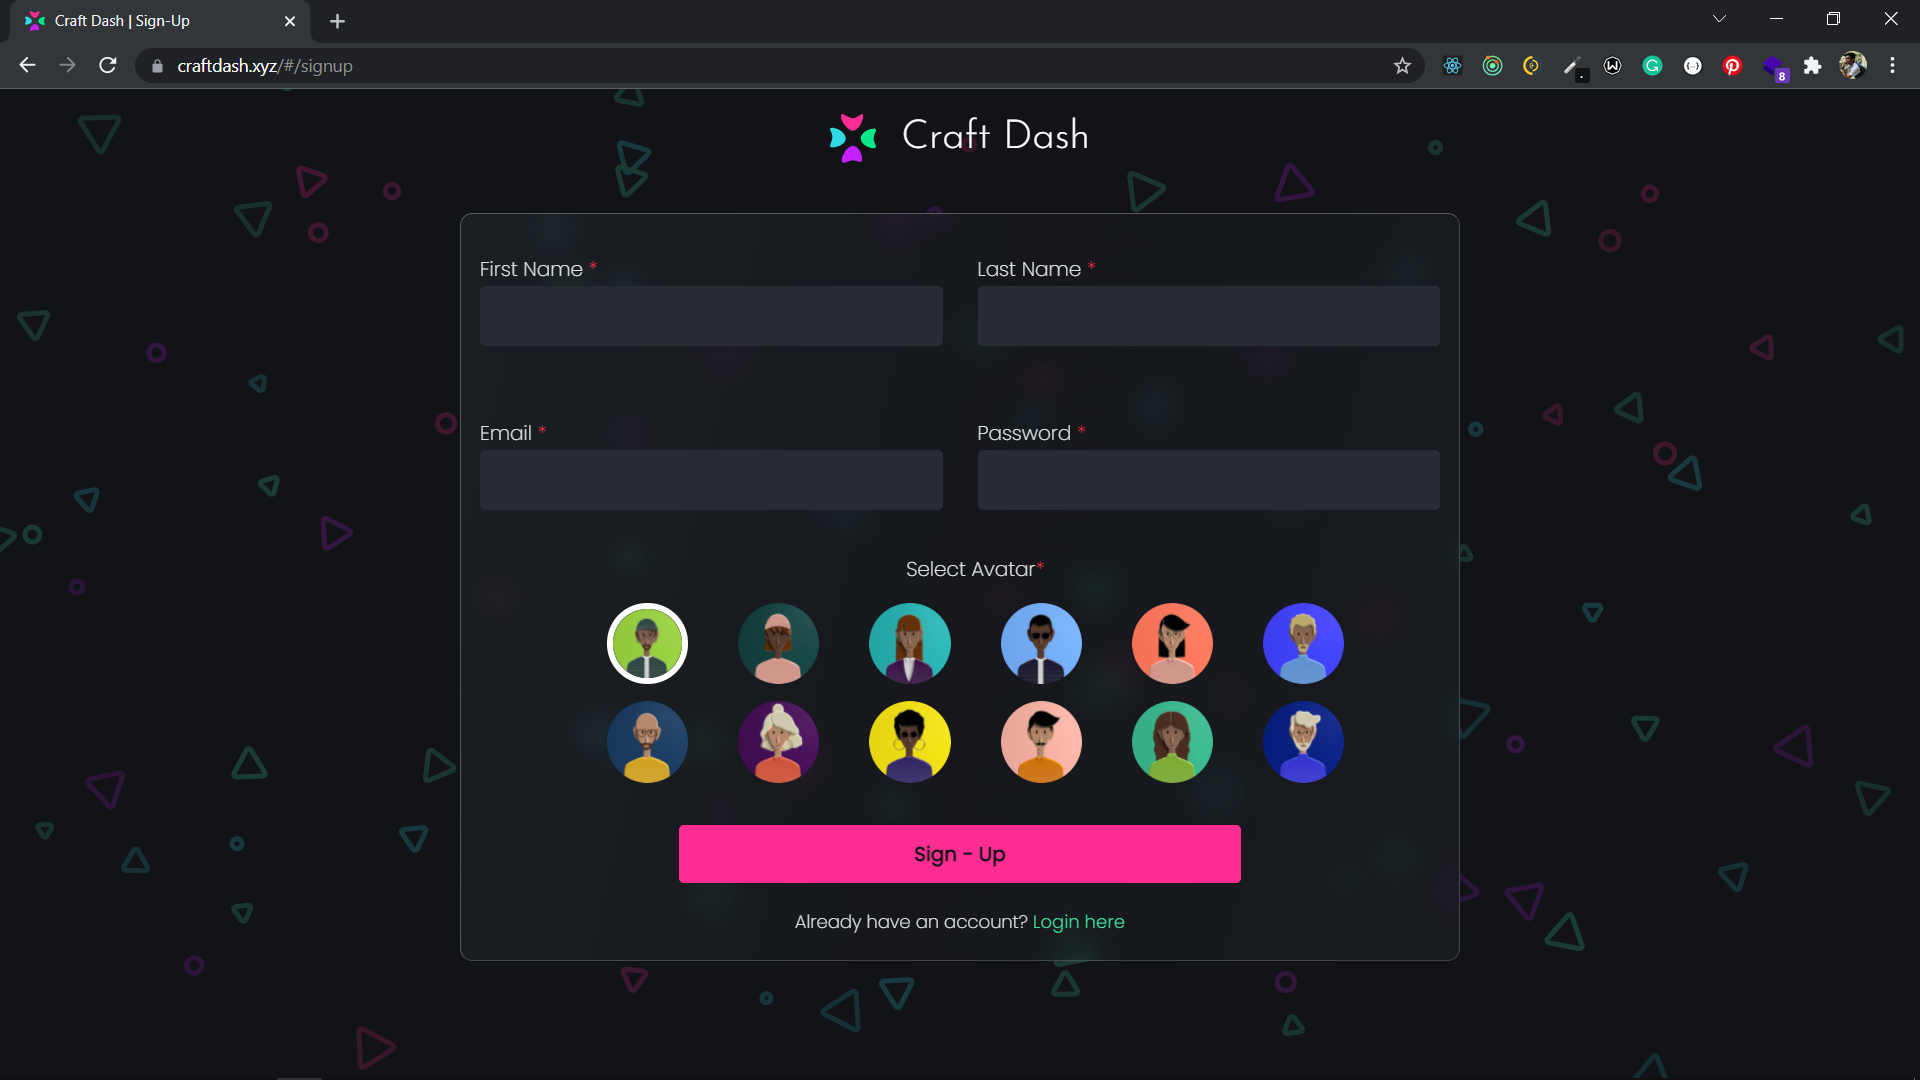 Craft Dash | Sign-Up
craftdash.xyz/#/signup
8
Craft Dash
First Name *
Last Name *
Email *
Password *
Select Avatar*
Sign - Up
Already have an account? Login here